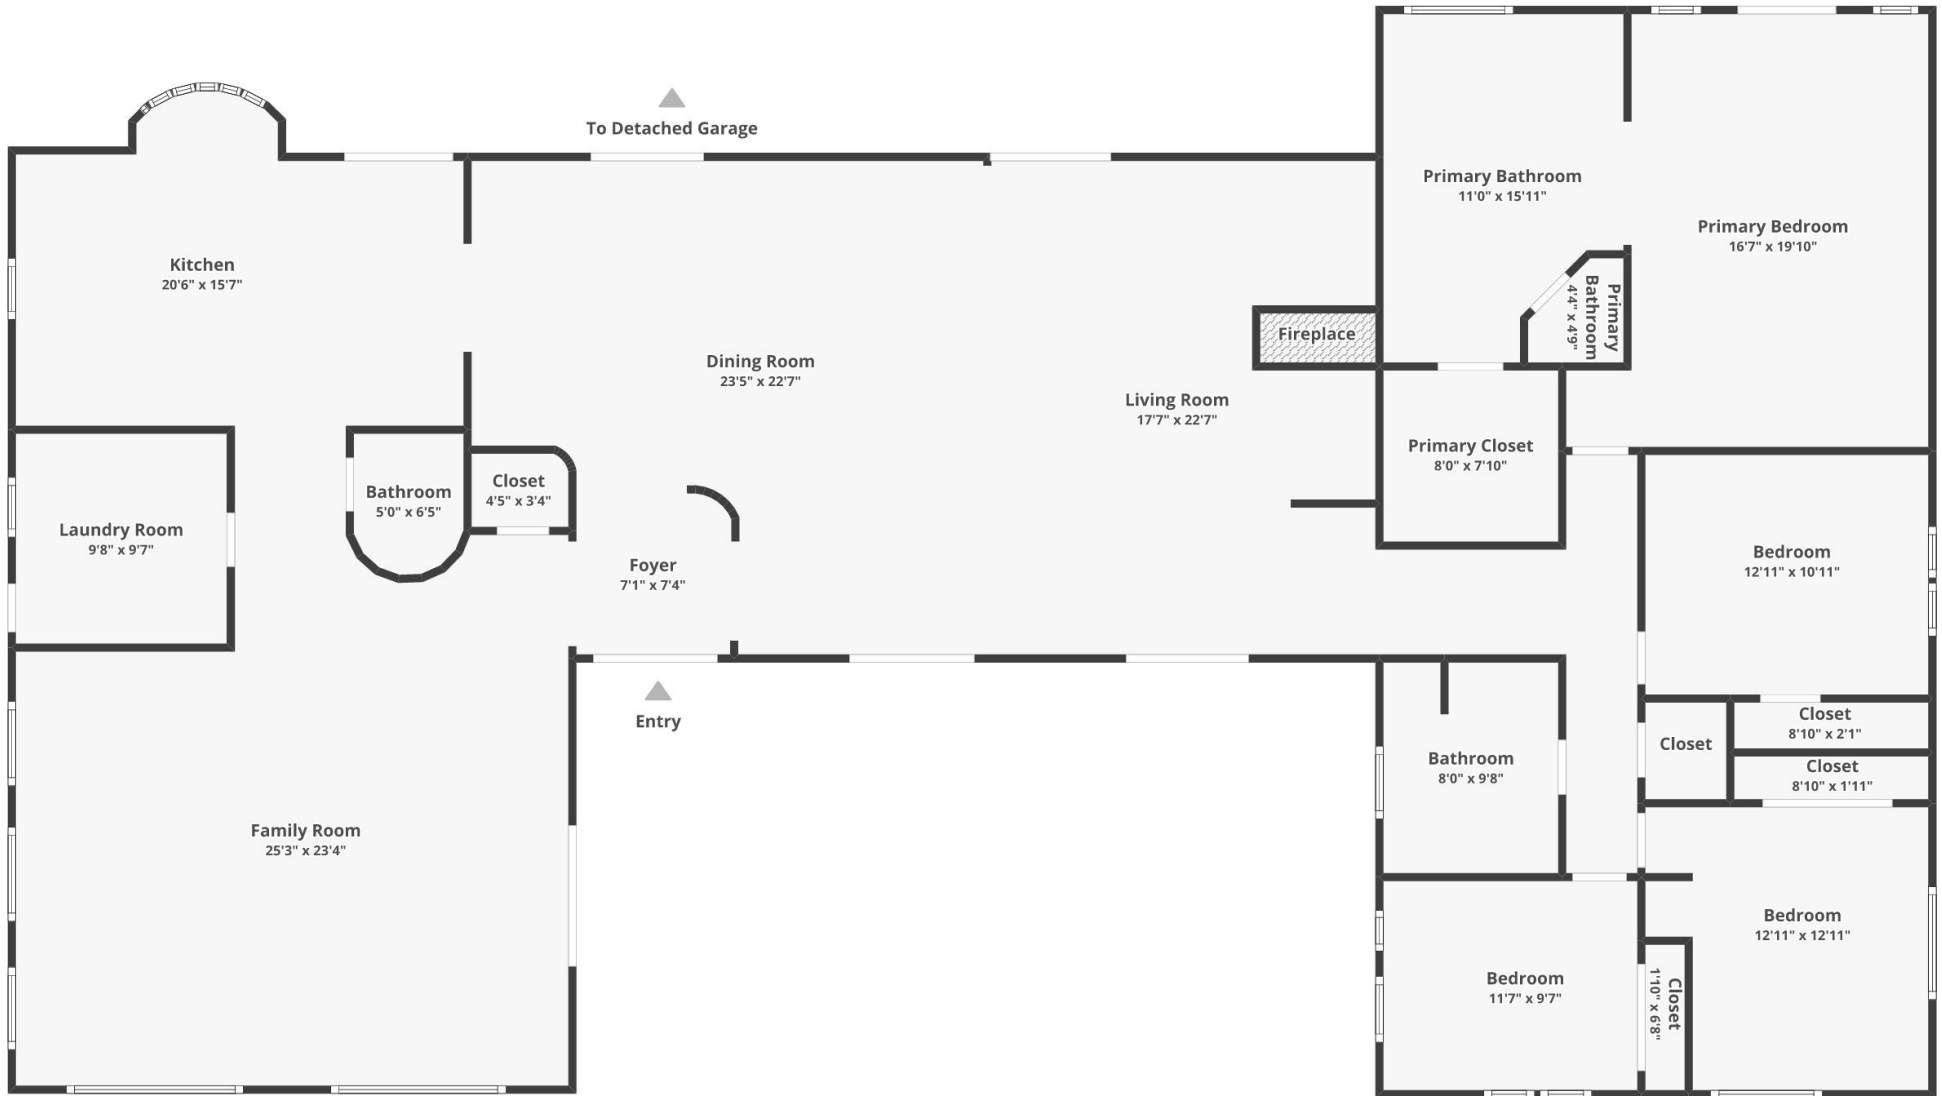 To Detached Garage
Primary Bathroom
11'0" x 15'11"
Primary Bedroom
16'7" x 19'10"
Kitchen
20'6" x 15'7"
Primary
Bathroom
4'4" x 4'9"
Fireplace
Dining Room
23'5" x 22'7"
Living Room
17'7" x 22'7"
Primary Closet
8'0" x 7'10"
Closet
4'5" x 3'4"
Bathroom
5'0" x 6'5"
Laundry Room
9'8" x 9'7"
Foyer
7'1" x 7'4"
Bedroom
12'11" x 10'11"
Entry
Closet
8'10" x 2'1"
Closet
Closet
8'10" x 1'11"
Bathroom
8'0" x 9'8"
Family Room
25'3" x 23'4"
Bedroom
12'11" x 12'11"
Bedroom
11'7" x 9'7"
Closet
1'10" x 6'8"